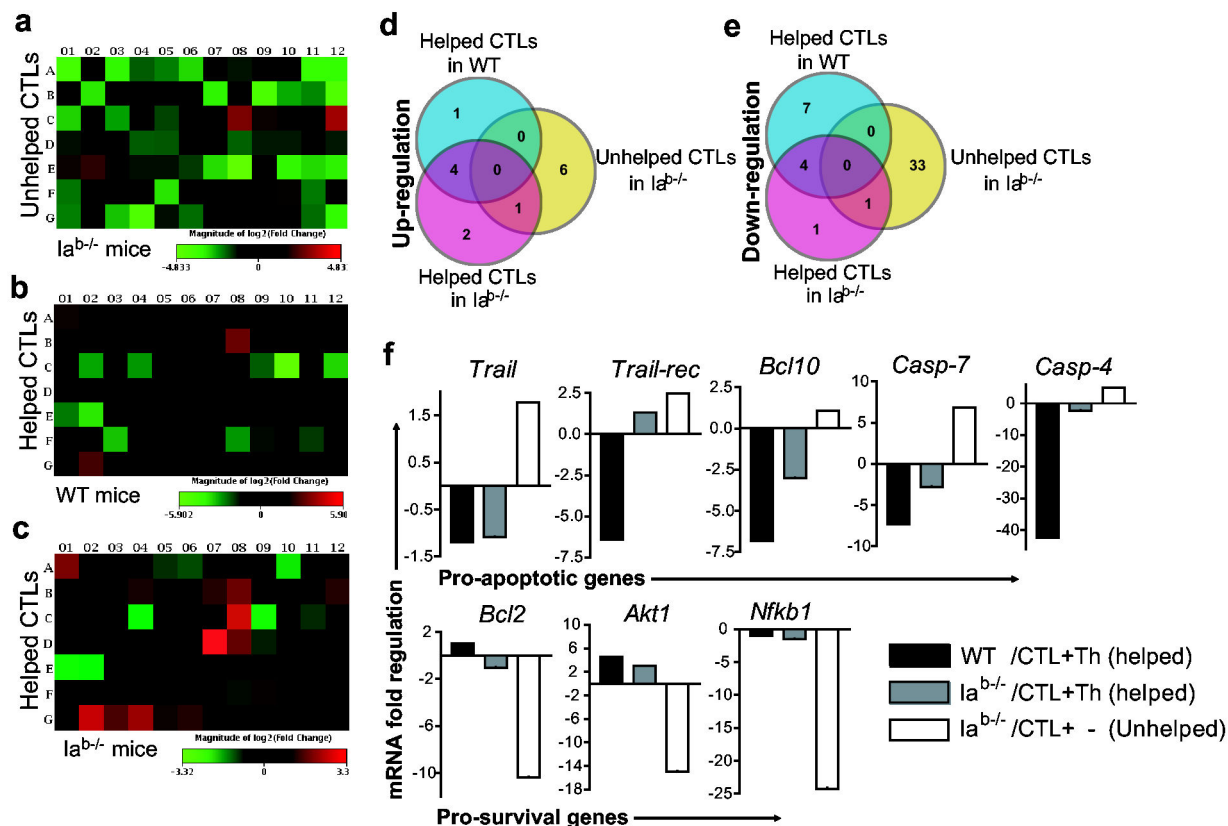 a
01 02 03 04 05 06 07 08 09 10 11 12
A
B
C
D
E
F
G
Unhelped CTLs
Iab-/- mice
Magnitude of log2(Fold Change)
-4.833 0 4.83
b
01 02 03 04 05 06 07 08 09 10 11 12
A
B
C
D
E
F
G
Helped CTLs
WT mice
Magnitude of log2(Fold Change)
-5.902 0 5.90
c
01 02 03 04 05 06 07 08 09 10 11 12
A
B
C
D
E
F
G
Helped CTLs
Iab-/- mice
Magnitude of log2(Fold Change)
-3.32 0 3.3
d
Helped CTLs
in WT
Up-regulation
1
0
4 0 6
1
2
Unhelped CTLs
in Iab-/-
Helped CTLs
in Iab-/-
e
Helped CTLs
in WT
Down-regulation
7
0
4 0 33
1
1
Unhelped CTLs
in Iab-/-
Helped CTLs
in Iab-/-
f
mRNA fold regulation
Trail
1.5
0.5
-0.5
-1.5
Trail-rec
2.5
0.0
-2.5
-5.0
-7.5
Bcl10
2.5
0.0
-2.5
-5.0
-7.5
Casp-7
10
5
0
-5
-10
Casp-4
0
-10
-20
-30
-40
Pro-apoptotic genes
Bcl2
2
-2
-6
-10
Akt1
10
6
2
-2
-6
-10
-14
-18
Nfkb1
0
-5
-10
-15
-20
-25
Pro-survival genes
WT /CTL+Th (helped)
Iab-/-/CTL+Th (helped)
Iab-/-/CTL+ - (Unhelped)